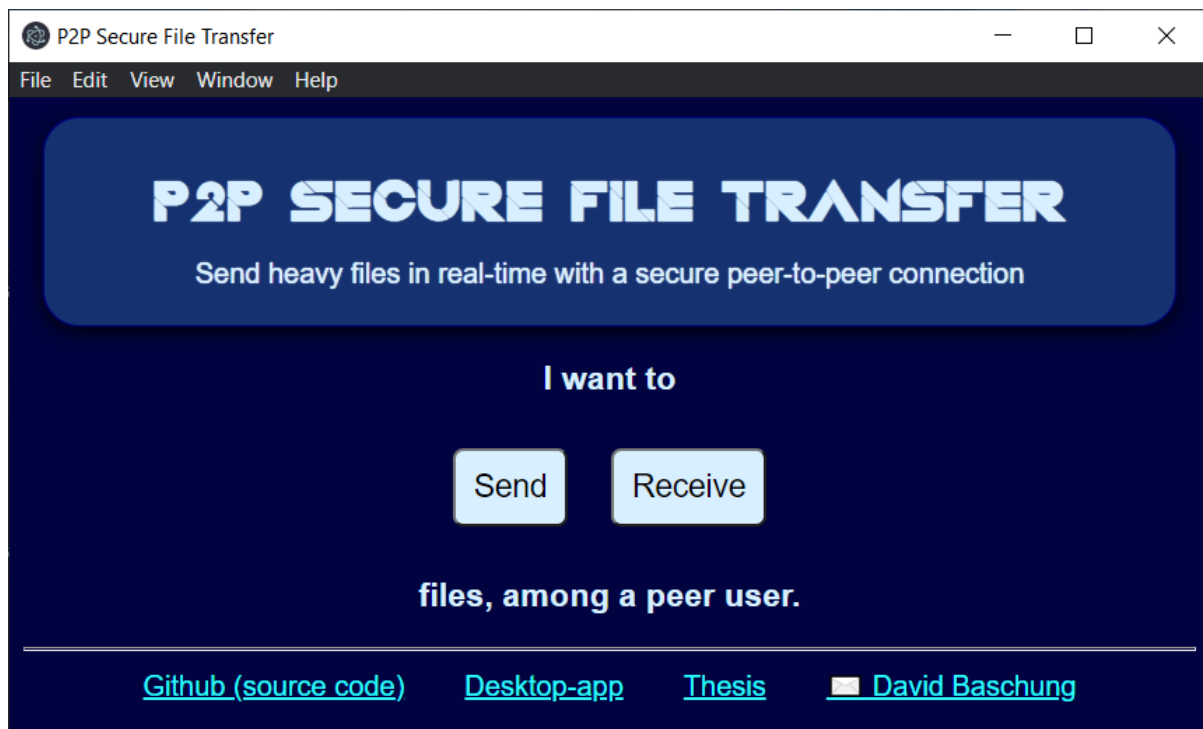 P2P Secure File Transfer
File Edit View Window Help
P2P SECURE FILE TRANSFER
Send heavy files in real-time with a secure peer-to-peer connection
I want to
Send Receive
files, among a peer user.
Github (source code) Desktop-app Thesis ✉ David Baschung